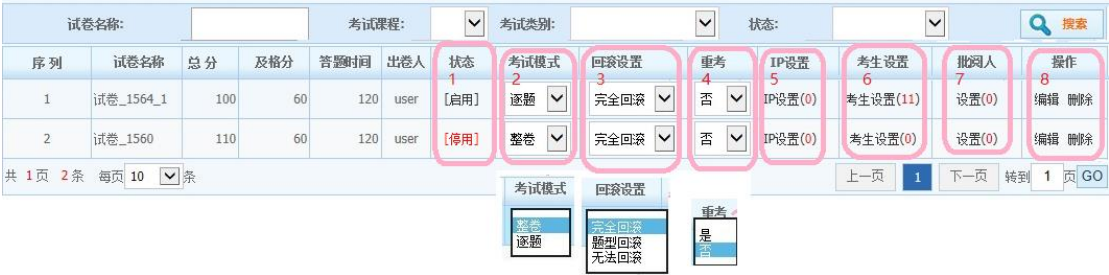 试卷名称: 考试课程: 考试类别: 状态: 搜索
序列 试卷名称 总分 及格分 答题时间 出卷人 状态 考试模式 回滚设置 重考 IP设置 考生设置 批阅人 操作
1 2 3 4 5 6 7 8
1 试卷_1564_1 100 60 120 user [启用] 逐题 完全回滚 否 IP设置(0) 考生设置(11) 设置(0) 编辑 删除
2 试卷_1560 110 60 120 user [停用] 整卷 完全回滚 否 IP设置(0) 考生设置(0) 设置(0) 编辑 删除
共 1页 2条 每页 10 条 上一页 1 下一页 转到 1 页 GO
考试模式 回滚设置 重考
整卷 完全回滚 是
逐题 题型回滚 否
无法回滚